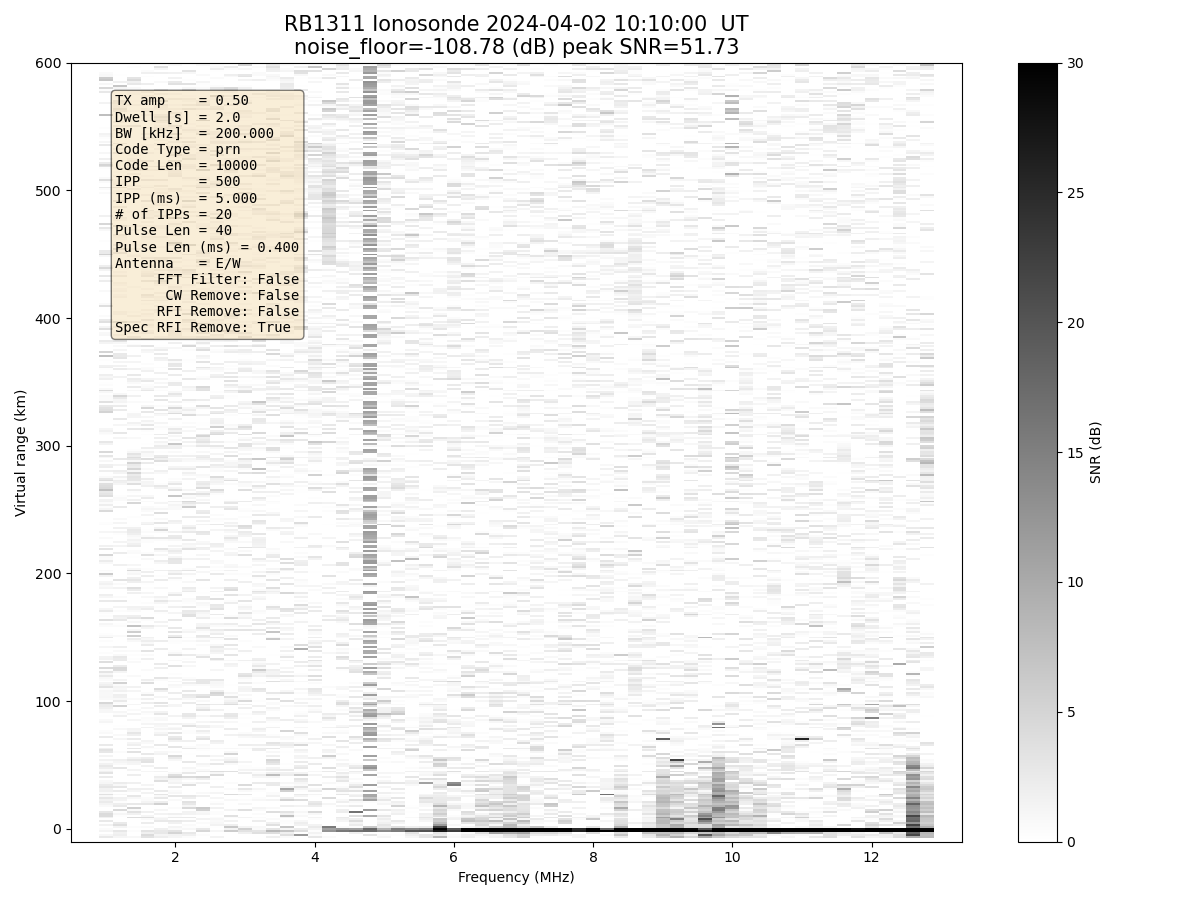 RB1311 Ionosonde 2024-04-02 10:10:00  UT
noise_floor=-108.78 (dB) peak SNR=51.73
TX amp    = 0.50
Dwell [s] = 2.0
BW [kHz]  = 200.000
Code Type = prn
Code Len  = 10000
IPP       = 500
IPP (ms)  = 5.000
# of IPPs = 20
Pulse Len = 40
Pulse Len (ms) = 0.400
Antenna   = E/W
FFT Filter: False
CW Remove: False
RFI Remove: False
Spec RFI Remove: True
600
500
400
300
200
100
0
Virtual range (km)
2 4 6 8 10 12
Frequency (MHz)
30
25
20
15
10
5
0
SNR (dB)